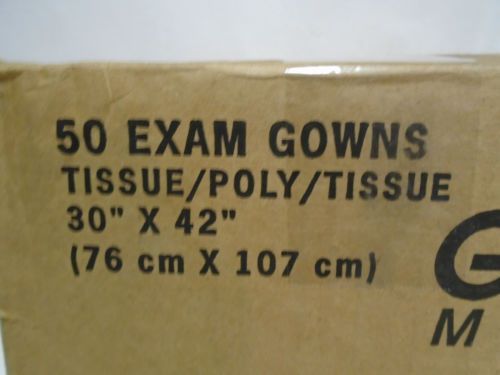 50 EXAM GOWNS
TISSUE/POLY/TISSUE
30" X 42"
(76 cm X 107 cm)
G
M